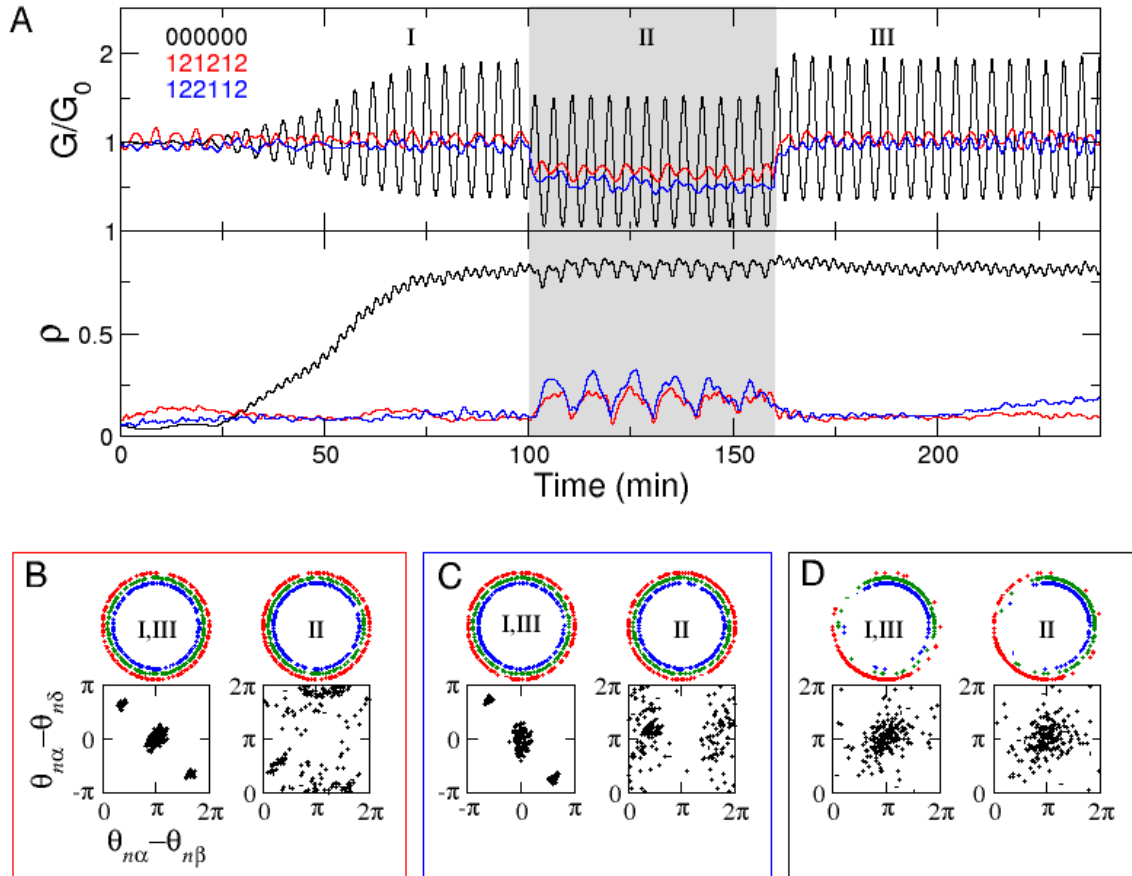 A
000000
121212
122112
I II III
G/G₀
2
1
1
0.5
0
ρ
0 50 100 150 200
Time (min)
B
I,III
II
C
I,III
II
D
I,III
II
θnα−θnδ
π
0
-π
0 π 2π
2π
π
0
0 π 2π
π
0
-π
-π 0 π
2π
π
0
0 π 2π
2π
π
0
0 π 2π
2π
π
0
0 π 2π
θnα−θnβ